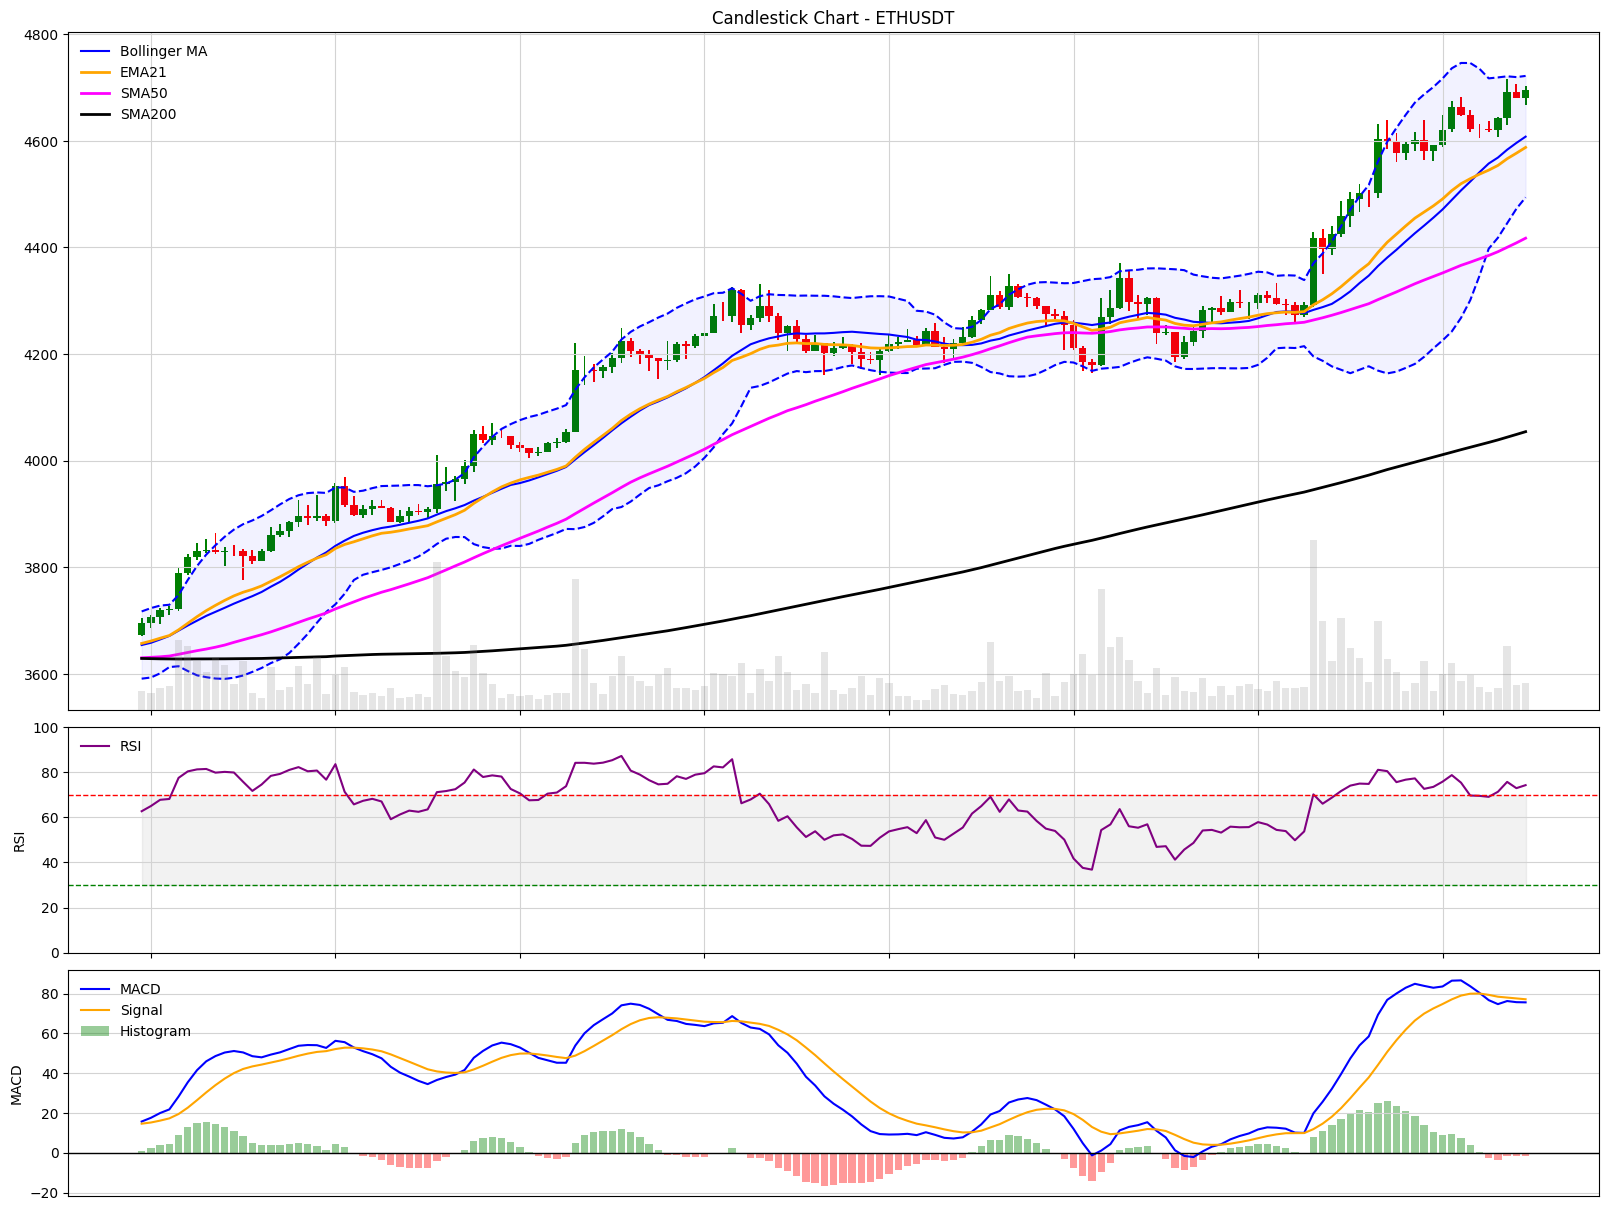 Candlestick Chart - ETHUSDT
4800
4600
4400
4200
4000
3800
3600
Bollinger MA
EMA21
SMA50
SMA200
100
80
60
40
20
0
RSI
RSI
80
60
40
20
0
−20
MACD
MACD
Signal
Histogram